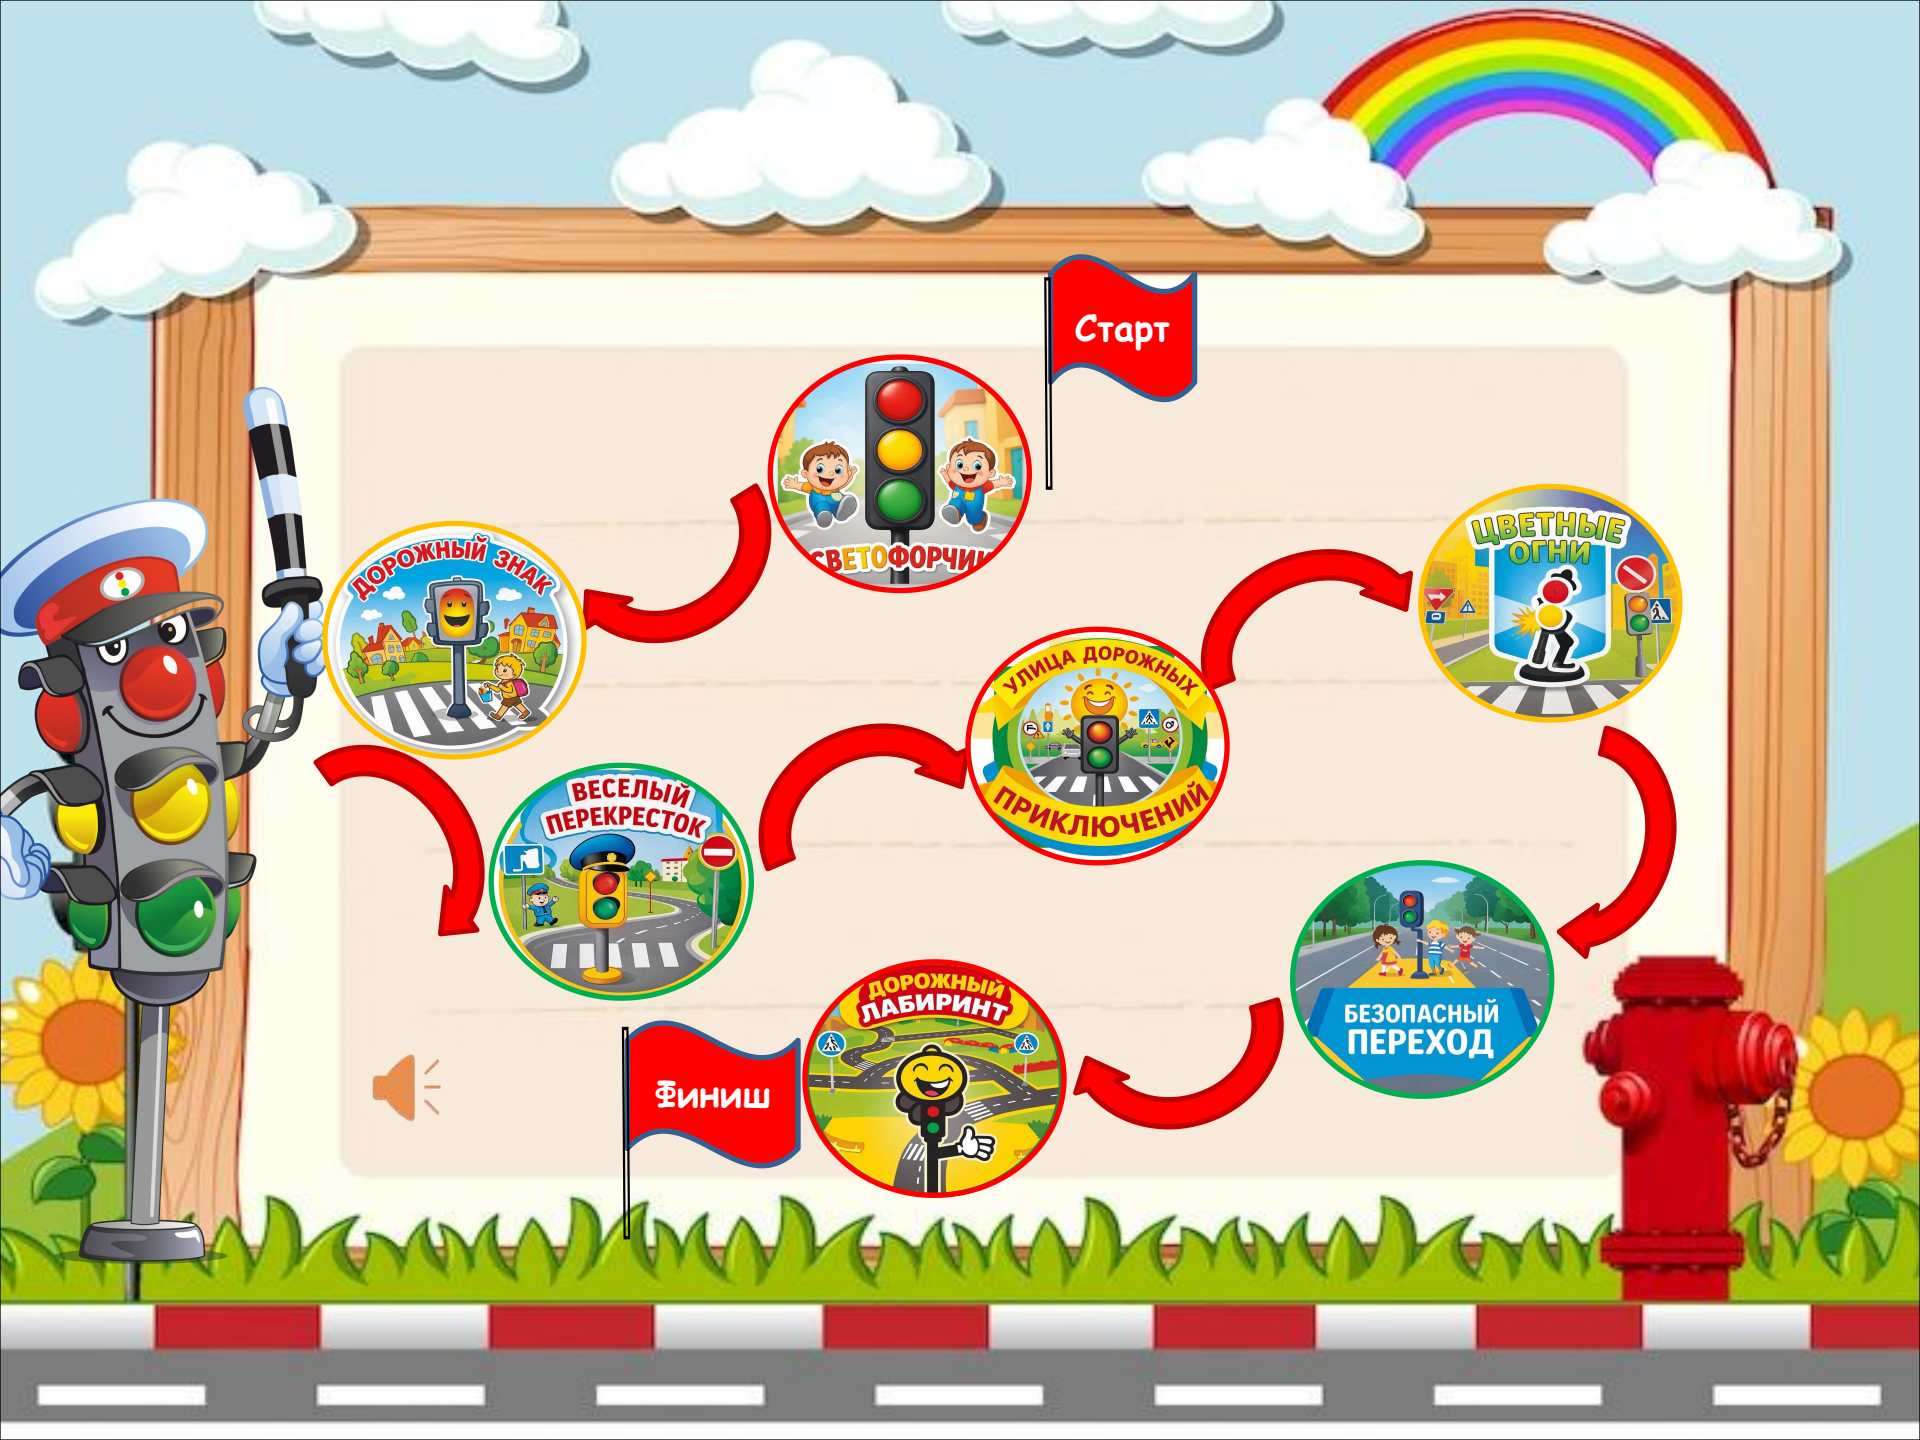 Старт
СВЕТОФОРЧИК
ДОРОЖНЫЙ ЗНАК
ЦВЕТНЫЕ
ОГНИ
УЛИЦА ДОРОЖНЫХ
ПРИКЛЮЧЕНИЙ
ВЕСЕЛЫЙ
ПЕРЕКРЕСТОК
БЕЗОПАСНЫЙ
ПЕРЕХОД
ДОРОЖНЫЙ
ЛАБИРИНТ
Финиш